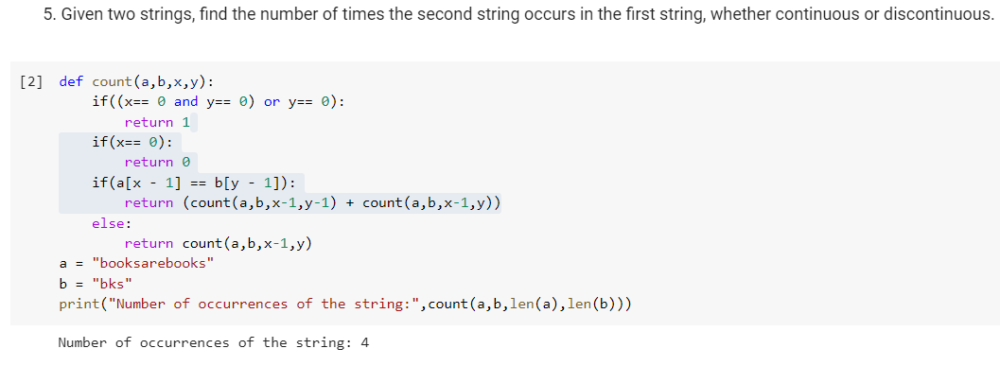 5. Given two strings, find the number of times the second string occurs in the first string, whether continuous or discontinuous.
[2] def count(a,b,x,y):
    if((x== 0 and y== 0) or y== 0):
        return 1
    if(x== 0):
        return 0
    if(a[x - 1] == b[y - 1]):
        return (count(a,b,x-1,y-1) + count(a,b,x-1,y))
    else:
        return count(a,b,x-1,y)
a = "booksarebooks"
b = "bks"
print("Number of occurrences of the string:",count(a,b,len(a),len(b)))
Number of occurrences of the string: 4